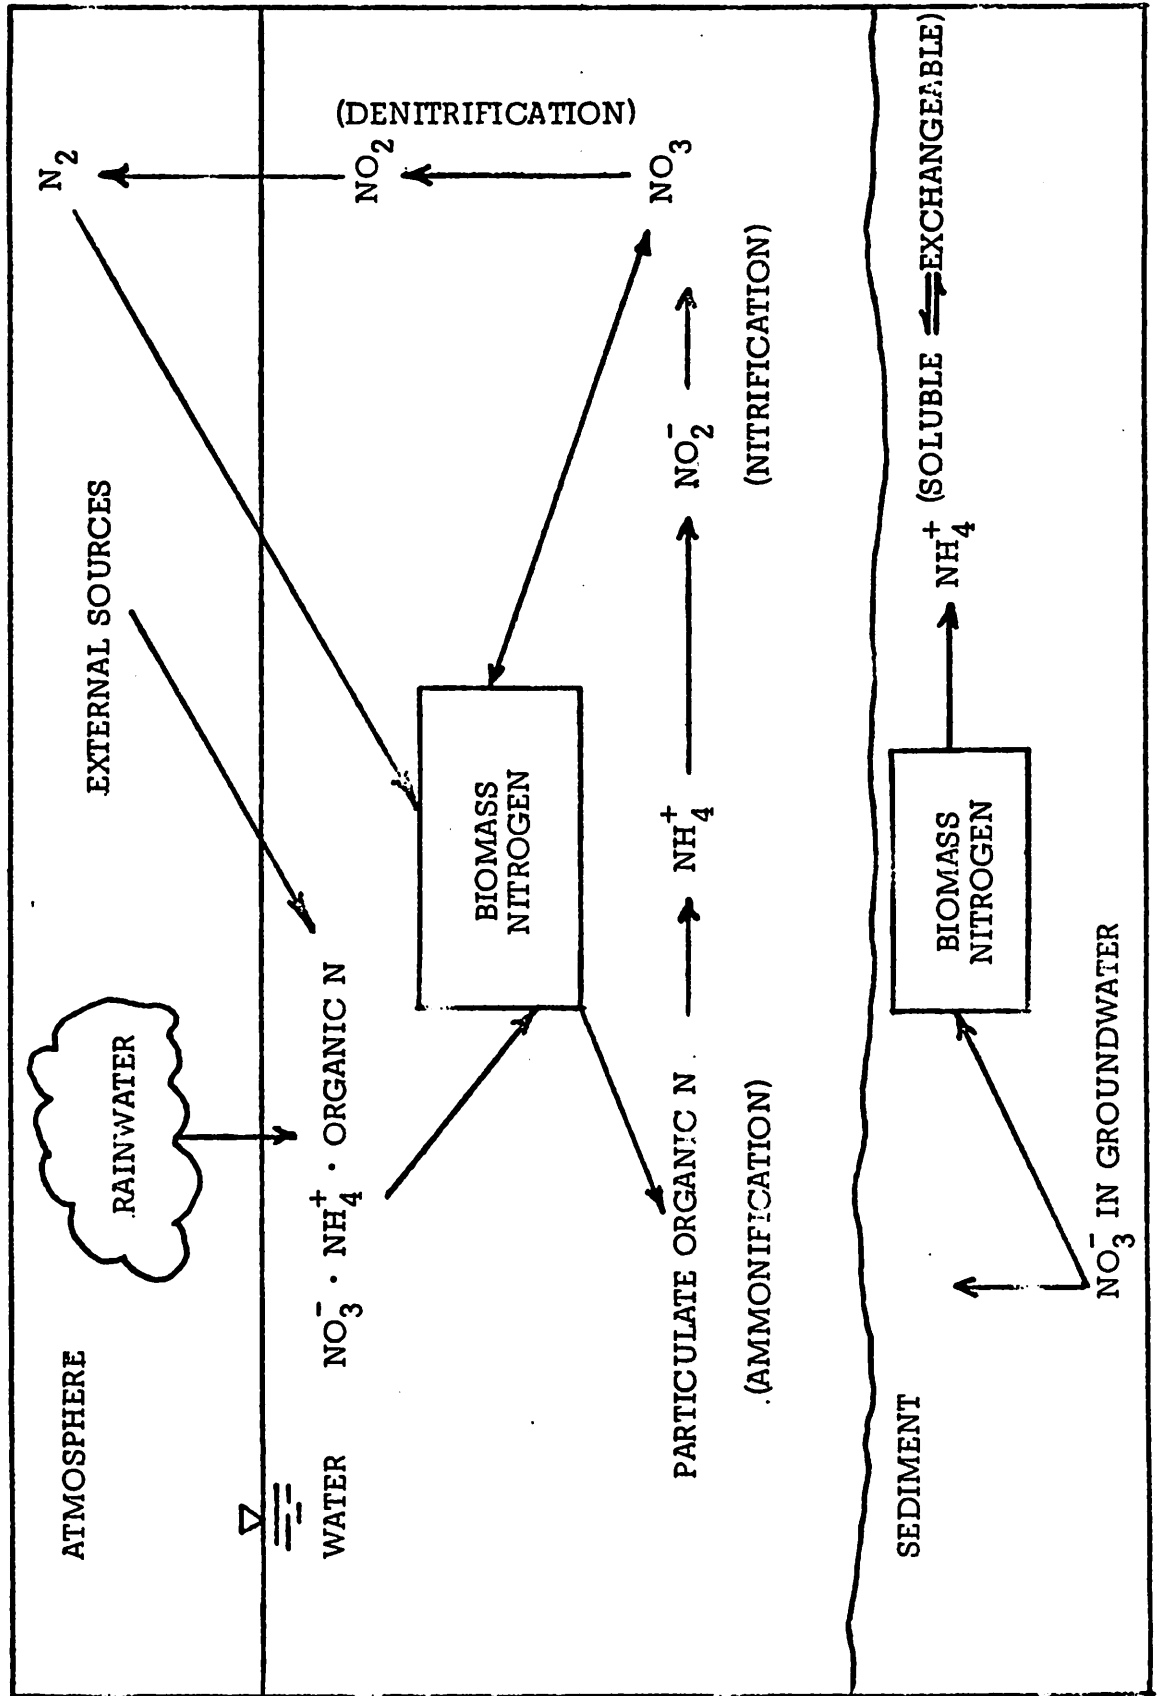 ATMOSPHERE
RAINWATER
EXTERNAL SOURCES
N₂
WATER
NO₃⁻ · NH₄⁺ · ORGANIC N
NO₂
(DENITRIFICATION)
BIOMASS
NITROGEN
PARTICULATE ORGANIC N
NH₄⁺
NO₂⁻
NO₃
(AMMONIFICATION)
(NITRIFICATION)
SEDIMENT
BIOMASS
NITROGEN
NH₄⁺ (SOLUBLE ⇌ EXCHANGEABLE)
NO₃⁻ IN GROUNDWATER